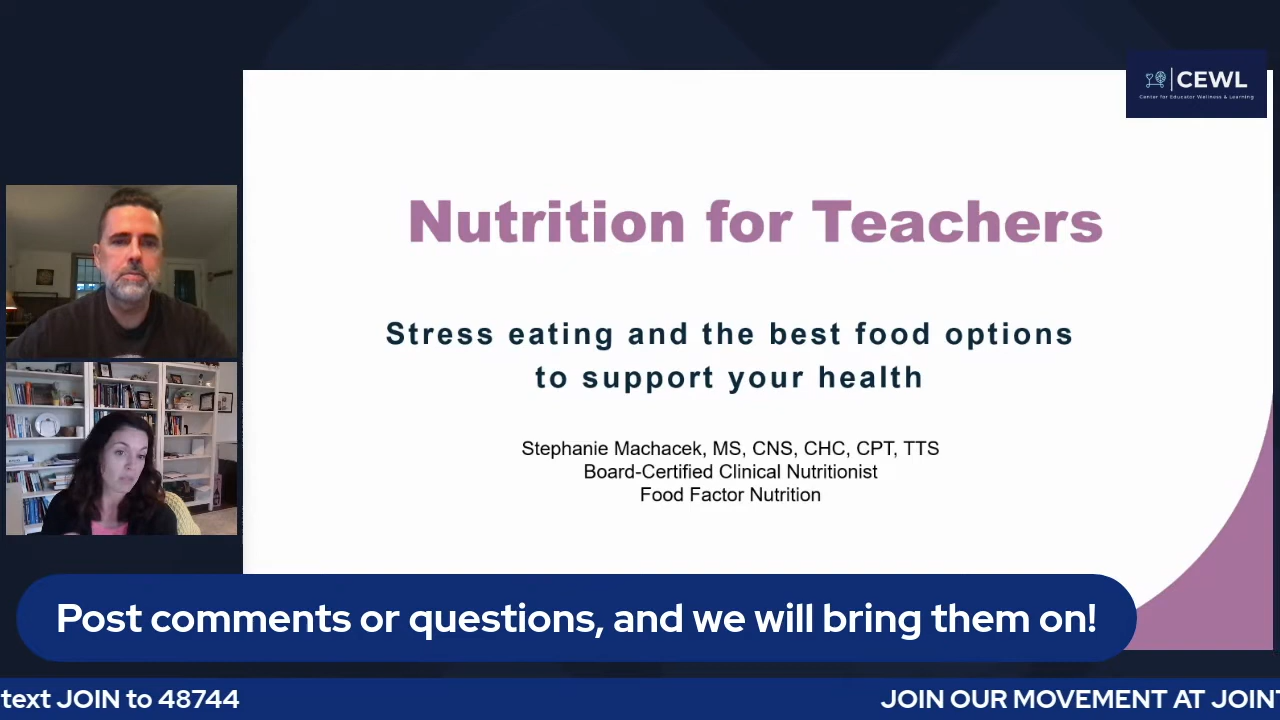 CEWL
Center for Educator Wellness & Learning
Nutrition for Teachers
Stress eating and the best food options
to support your health
Stephanie Machacek, MS, CNS, CHC, CPT, TTS
Board-Certified Clinical Nutritionist
Food Factor Nutrition
Post comments or questions, and we will bring them on!
text JOIN to 48744
JOIN OUR MOVEMENT AT JOINT